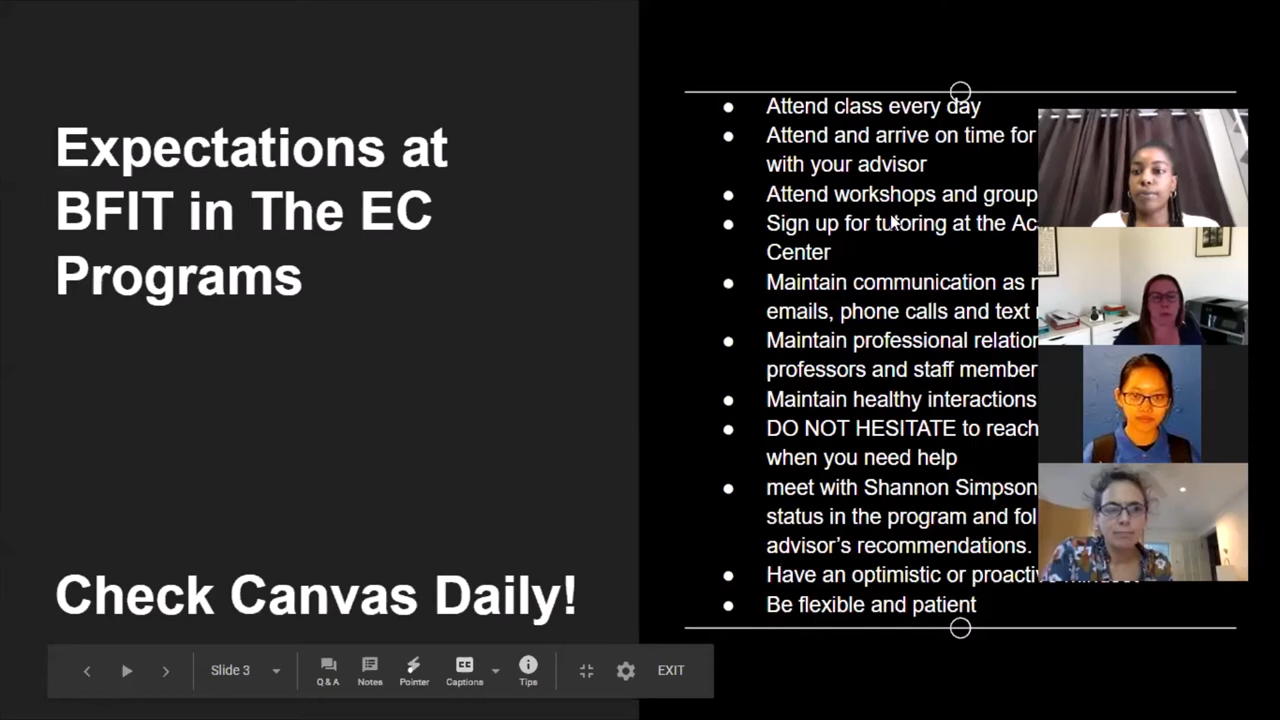 Expectations at
BFIT in The EC
Programs
Check Canvas Daily!
Attend class every day
Attend and arrive on time for
with your advisor
Attend workshops and group
Sign up for tutoring at the Ac
Center
Maintain communication as
emails, phone calls and text
Maintain professional relation
professors and staff member
Maintain healthy interactions
DO NOT HESITATE to reach
when you need help
meet with Shannon Simpson
status in the program and fol
advisor's recommendations.
Have an optimistic or proactiv
Be flexible and patient
Slide 3
Q & A
Notes
Pointer
CC
Captions
Tips
EXIT